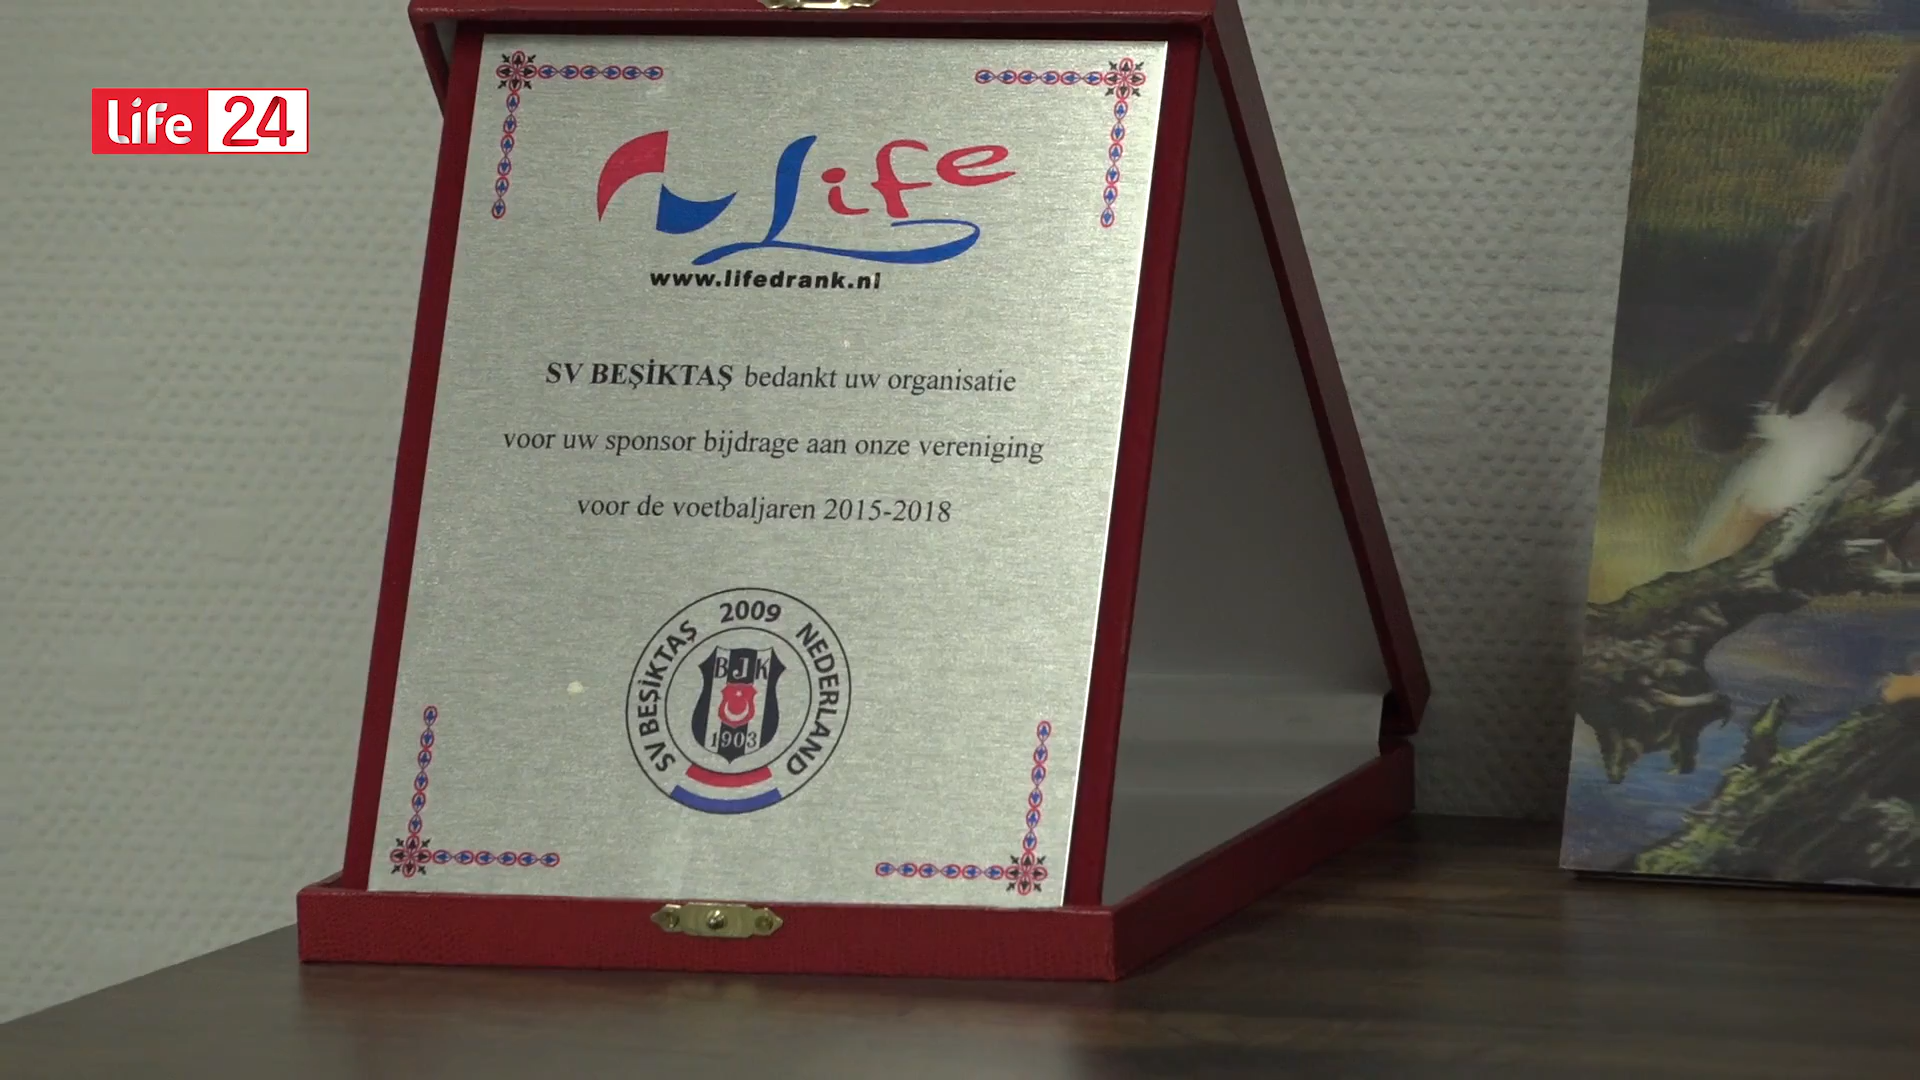 Life 24
Life
www.lifedrank.nl
SV BEŞİKTAŞ bedankt uw organisatie
voor uw sponsor bijdrage aan onze vereniging
voor de voetbaljaren 2015-2018
SV BEŞİKTAŞ 2009 NEDERLAND
BJK
1903